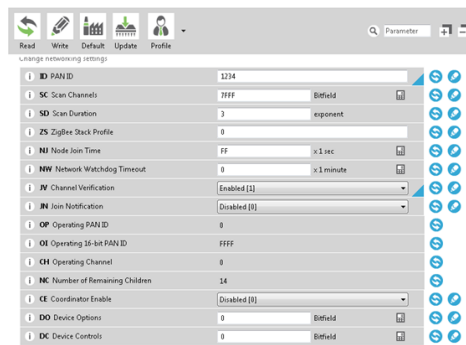 Read Write Default Update Profile Parameter
Change networking settings
i ID PAN ID 1234
i SC Scan Channels 7FFF Bitfield
i SD Scan Duration 3 exponent
i ZS ZigBee Stack Profile 0
i NJ Node Join Time FF x 1 sec
i NW Network Watchdog Timeout 0 x 1 minute
i JV Channel Verification Enabled [1]
i JN Join Notification Disabled [0]
i OP Operating PAN ID 0
i OI Operating 16-bit PAN ID FFFF
i CH Operating Channel 0
i NC Number of Remaining Children 14
i CE Coordinator Enable Disabled [0]
i DO Device Options 0 Bitfield
i DC Device Controls 0 Bitfield